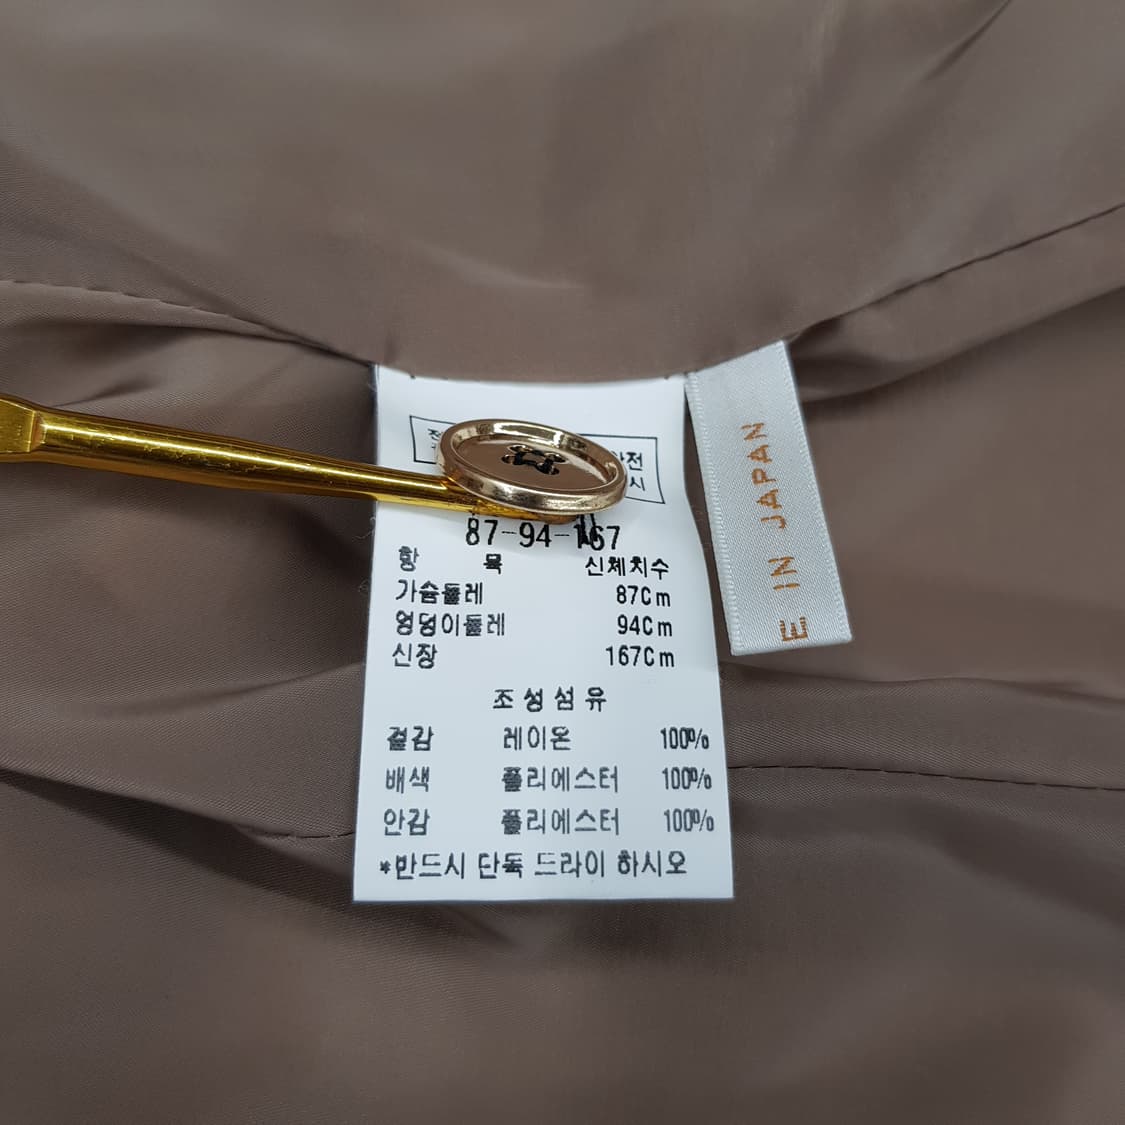 87-94-167
항 목 신체치수
가슴둘레 87Cm
엉덩이둘레 94Cm
신장 167Cm
조성섬유
겉감 레이온 100%
배색 폴리에스터 100%
안감 폴리에스터 100%
*반드시 단독 드라이 하시오
E IN JAPAN